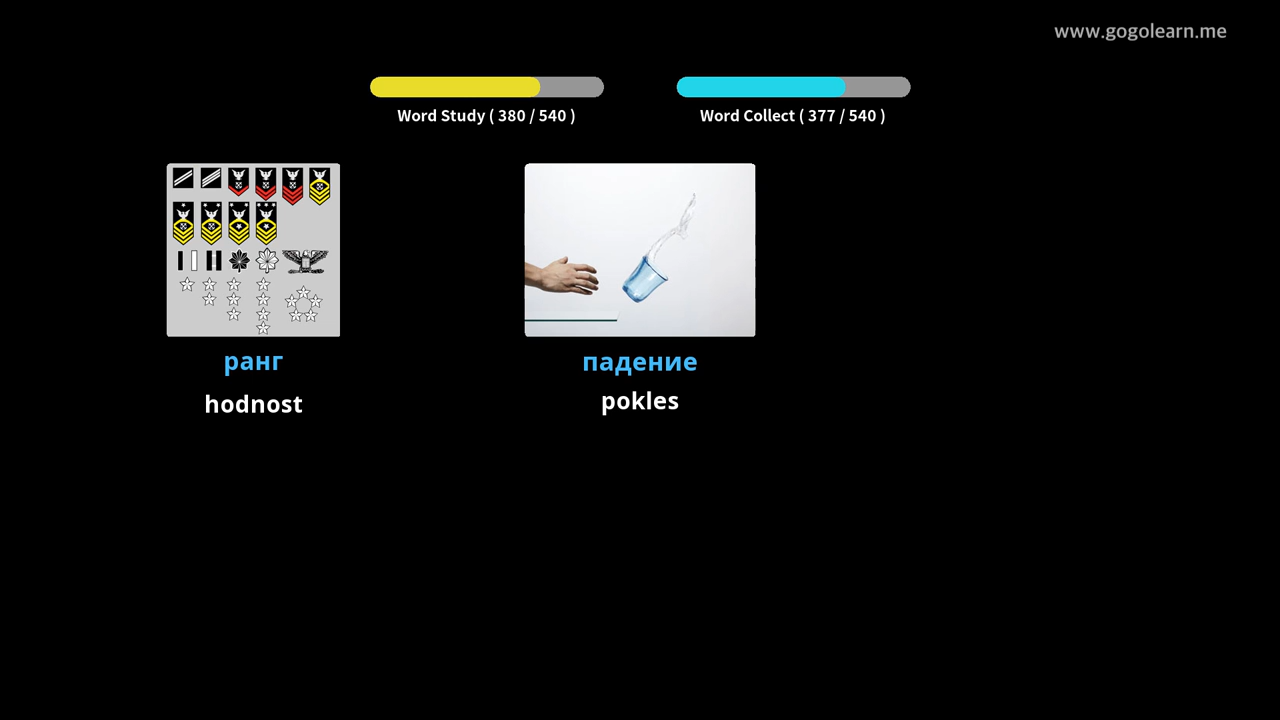 www.gogolearn.me
Word Study ( 380 / 540 )
Word Collect ( 377 / 540 )
ранг
падение
hodnost
pokles